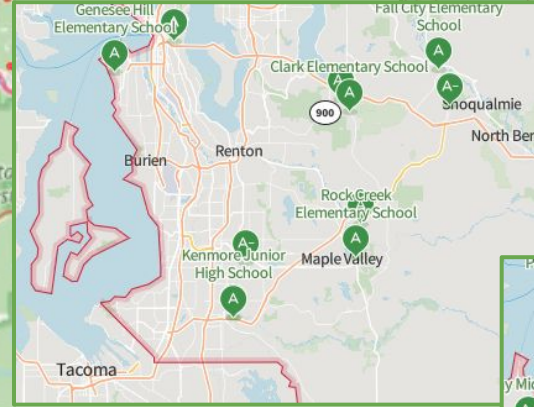 Genesee Hill
Elementary School
A
A
Fall City Elementary
School
A
Clark Elementary School
A
A
A-
Snoqualmie
900
North Ben
Burien
Renton
Rock Creek
Elementary School
A-
Kenmore Junior
High School
A
Maple Valley
A
Tacoma
y Mic